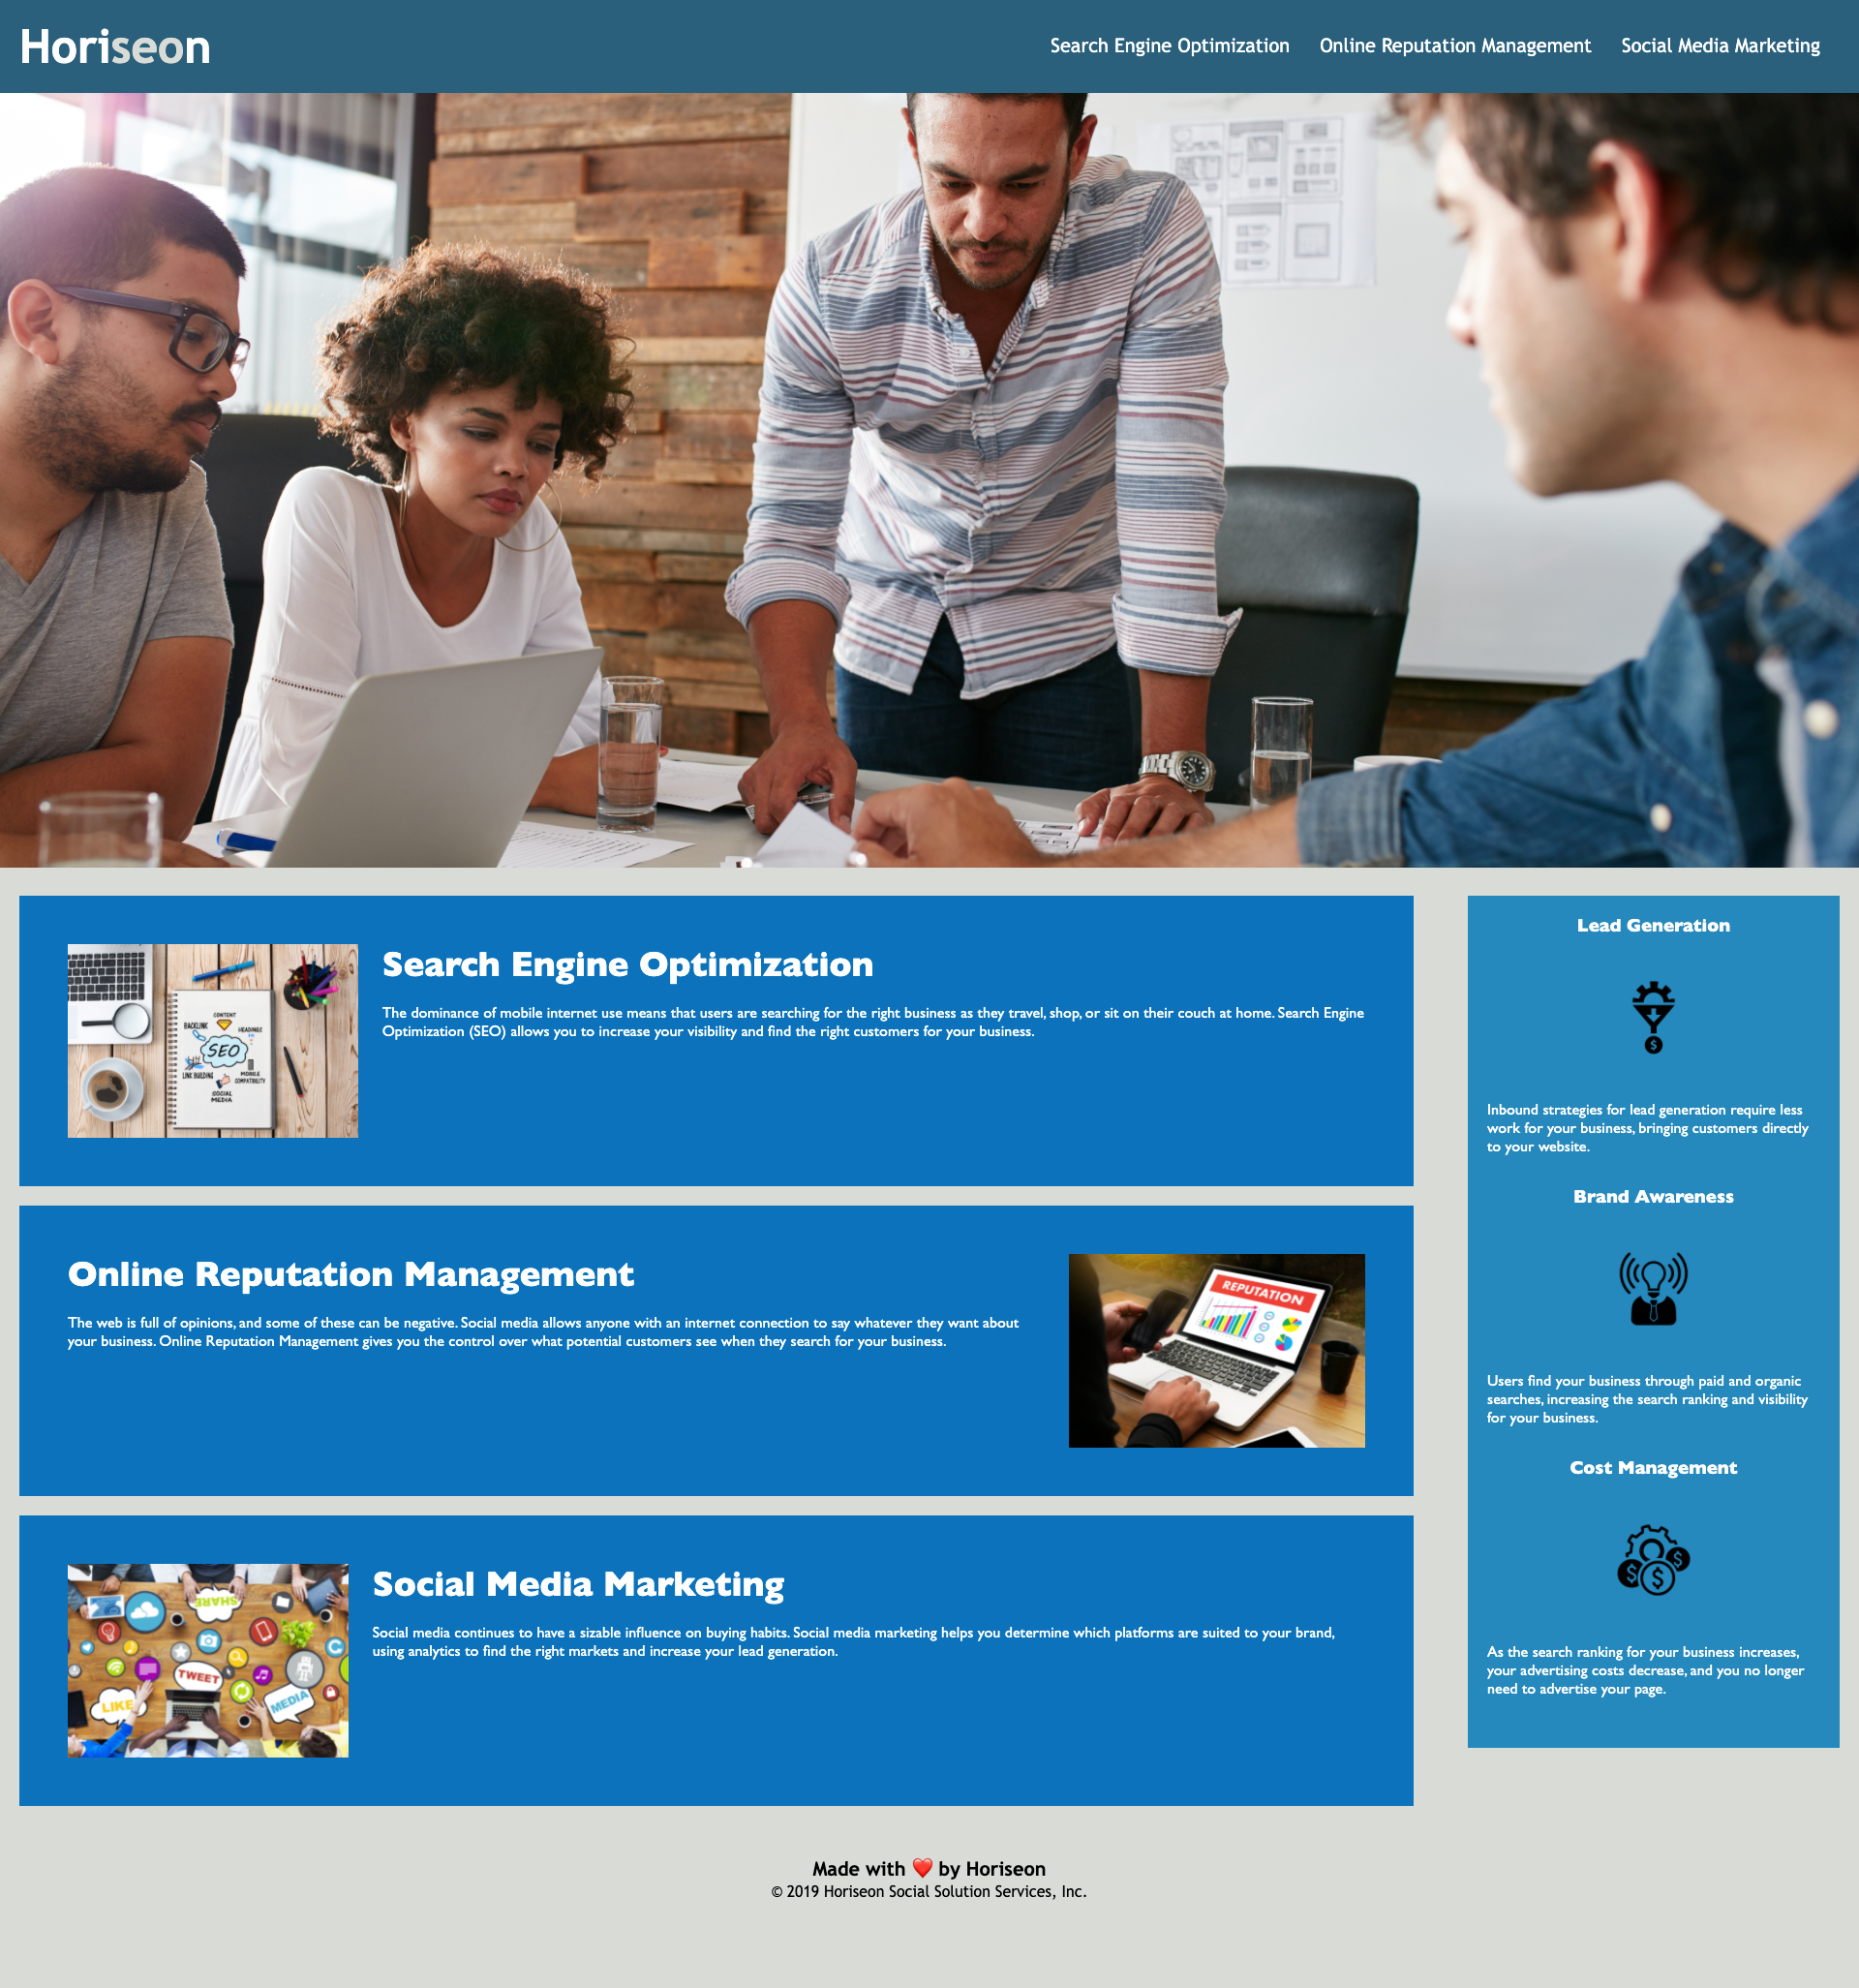 Horiseon
Search Engine Optimization
Online Reputation Management
Social Media Marketing
Search Engine Optimization
The dominance of mobile internet use means that users are searching for the right business as they travel, shop, or sit on their couch at home. Search Engine
Optimization (SEO) allows you to increase your visibility and find the right customers for your business.
CONTENT
BACKLINK
HEADINGS
SEO
LINK BUILDING
MOBILE
COMPATIBILITY
SOCIAL
MEDIA
Online Reputation Management
The web is full of opinions, and some of these can be negative. Social media allows anyone with an internet connection to say whatever they want about
your business. Online Reputation Management gives you the control over what potential customers see when they search for your business.
REPUTATION
Social Media Marketing
Social media continues to have a sizable influence on buying habits. Social media marketing helps you determine which platforms are suited to your brand,
using analytics to find the right markets and increase your lead generation.
SHARE
TWEET
LIKE
MEDIA
Lead Generation
$
Inbound strategies for lead generation require less
work for your business, bringing customers directly
to your website.
Brand Awareness
Users find your business through paid and organic
searches, increasing the search ranking and visibility
for your business.
Cost Management
$ $ $
As the search ranking for your business increases,
your advertising costs decrease, and you no longer
need to advertise your page.
Made with ❤️ by Horiseon
© 2019 Horiseon Social Solution Services, Inc.